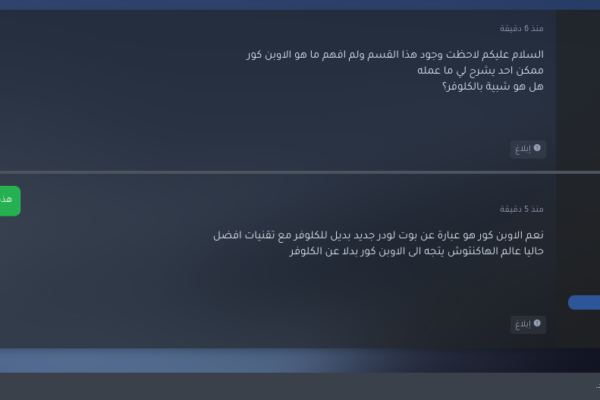 منذ 6 دقيقة
السلام عليكم لاحظت وجود هذا القسم ولم افهم ما هو الاوبن كور
ممكن احد يشرح لي ما عمله
هل هو شبية بالكلوفر؟
إبلاغ
هذ
منذ 5 دقيقة
نعم الاوبن كور هو عبارة عن بوت لودر جديد بديل للكلوفر مع تقنيات افضل
حاليا عالم الهاكنتوش يتجه الى الاوبن كور بدلا عن الكلوفر
إبلاغ